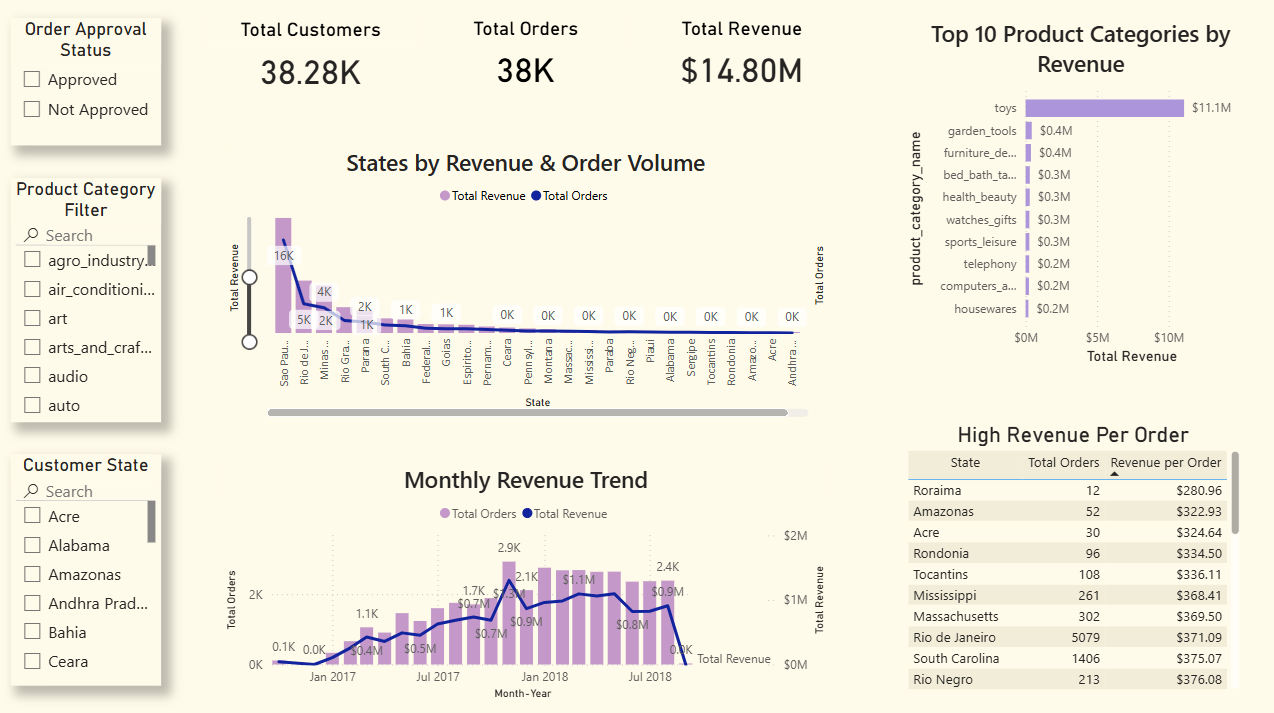 Order Approval
Status
Approved
Not Approved
Product Category
Filter
Search
agro_industry...
air_conditioni...
art
arts_and_craf...
audio
auto
Customer State
Search
Acre
Alabama
Amazonas
Andhra Prad...
Bahia
Ceara
Total Customers
38.28K
Total Orders
38K
Total Revenue
$14.80M
States by Revenue & Order Volume
Total Revenue Total Orders
Total Revenue
16K
5K
4K
2K
2K
1K
1K
1K
0K
0K
0K
0K
0K
0K
0K
0K
Total Orders
Sao Pau...
Rio de J...
Minas ...
Rio Gra...
Parana
South C...
Bahia
Federal...
Goias
Espirito...
Pernam...
Ceara
Pennsyl...
Montana
Massac...
Mississi...
Paraba
Rio Neg...
Piaui
Alabama
Sergipe
Tocantins
Rondonia
Amazo...
Acre
Andhra ...
State
Monthly Revenue Trend
Total Orders Total Revenue
Total Orders
2K
0K
0.1K
0.0K
1.1K
$0.4M
$0.5M
1.7K
$0.7M
$0.7M
2.9K
$1.3M
2.1K
$0.9M
$1.1M
$0.8M
2.4K
$0.9M
0.0K
Total Revenue
$2M
$1M
$0M
Total Revenue
Jan 2017
Jul 2017
Jan 2018
Jul 2018
Month-Year
Top 10 Product Categories by
Revenue
product_category_name
toys $11.1M
garden_tools $0.4M
furniture_de... $0.4M
bed_bath_ta... $0.3M
health_beauty $0.3M
watches_gifts $0.3M
sports_leisure $0.3M
telephony $0.2M
computers_a... $0.2M
housewares $0.2M
$0M $5M $10M
Total Revenue
High Revenue Per Order
State Total Orders Revenue per Order
Roraima 12 $280.96
Amazonas 52 $322.93
Acre 30 $324.64
Rondonia 96 $334.50
Tocantins 108 $336.11
Mississippi 261 $368.41
Massachusetts 302 $369.50
Rio de Janeiro 5079 $371.09
South Carolina 1406 $375.07
Rio Negro 213 $376.08